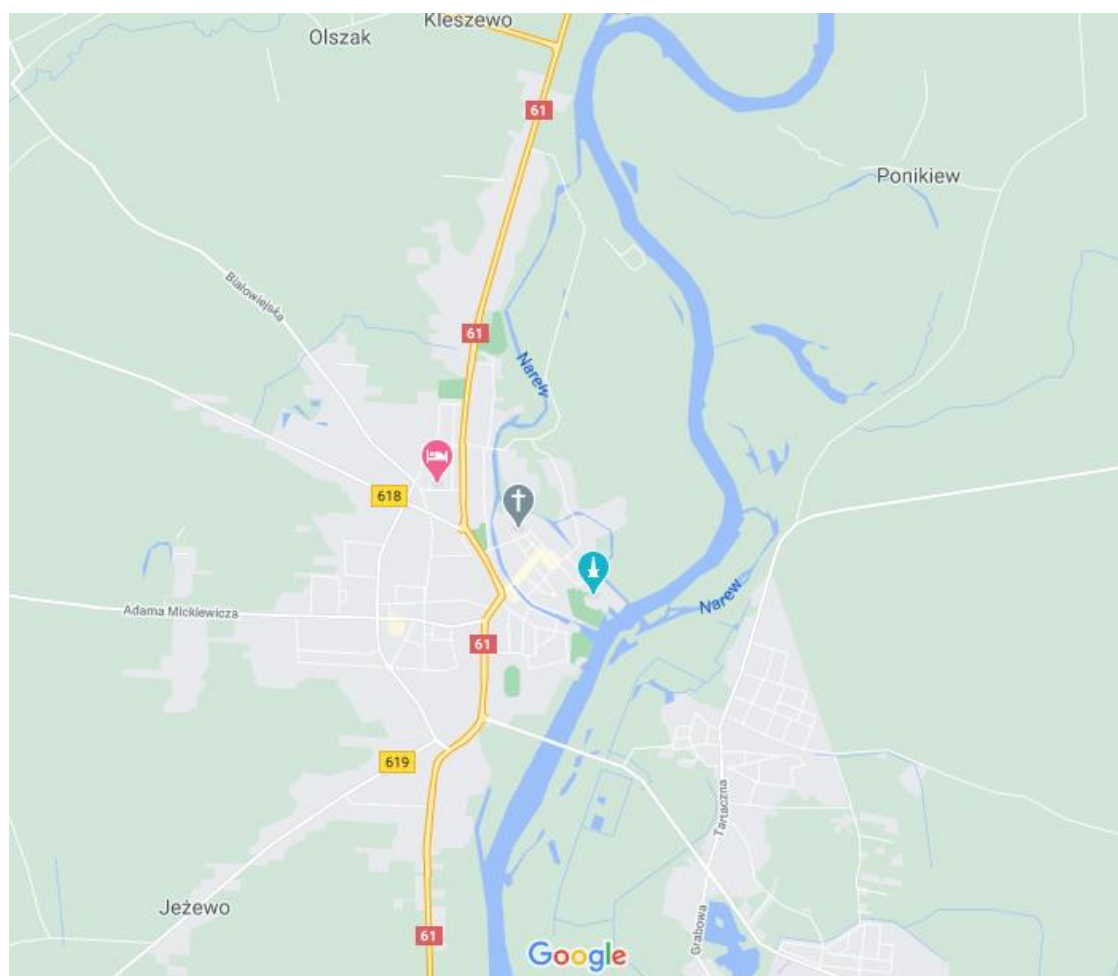 Kleszewo
Olszak
61
Ponikiew
Białowiejska
61
Narew
618
Narew
Adama Mickiewicza
61
619
Tartaczna
Jeżewo
Grabowa
61
Google